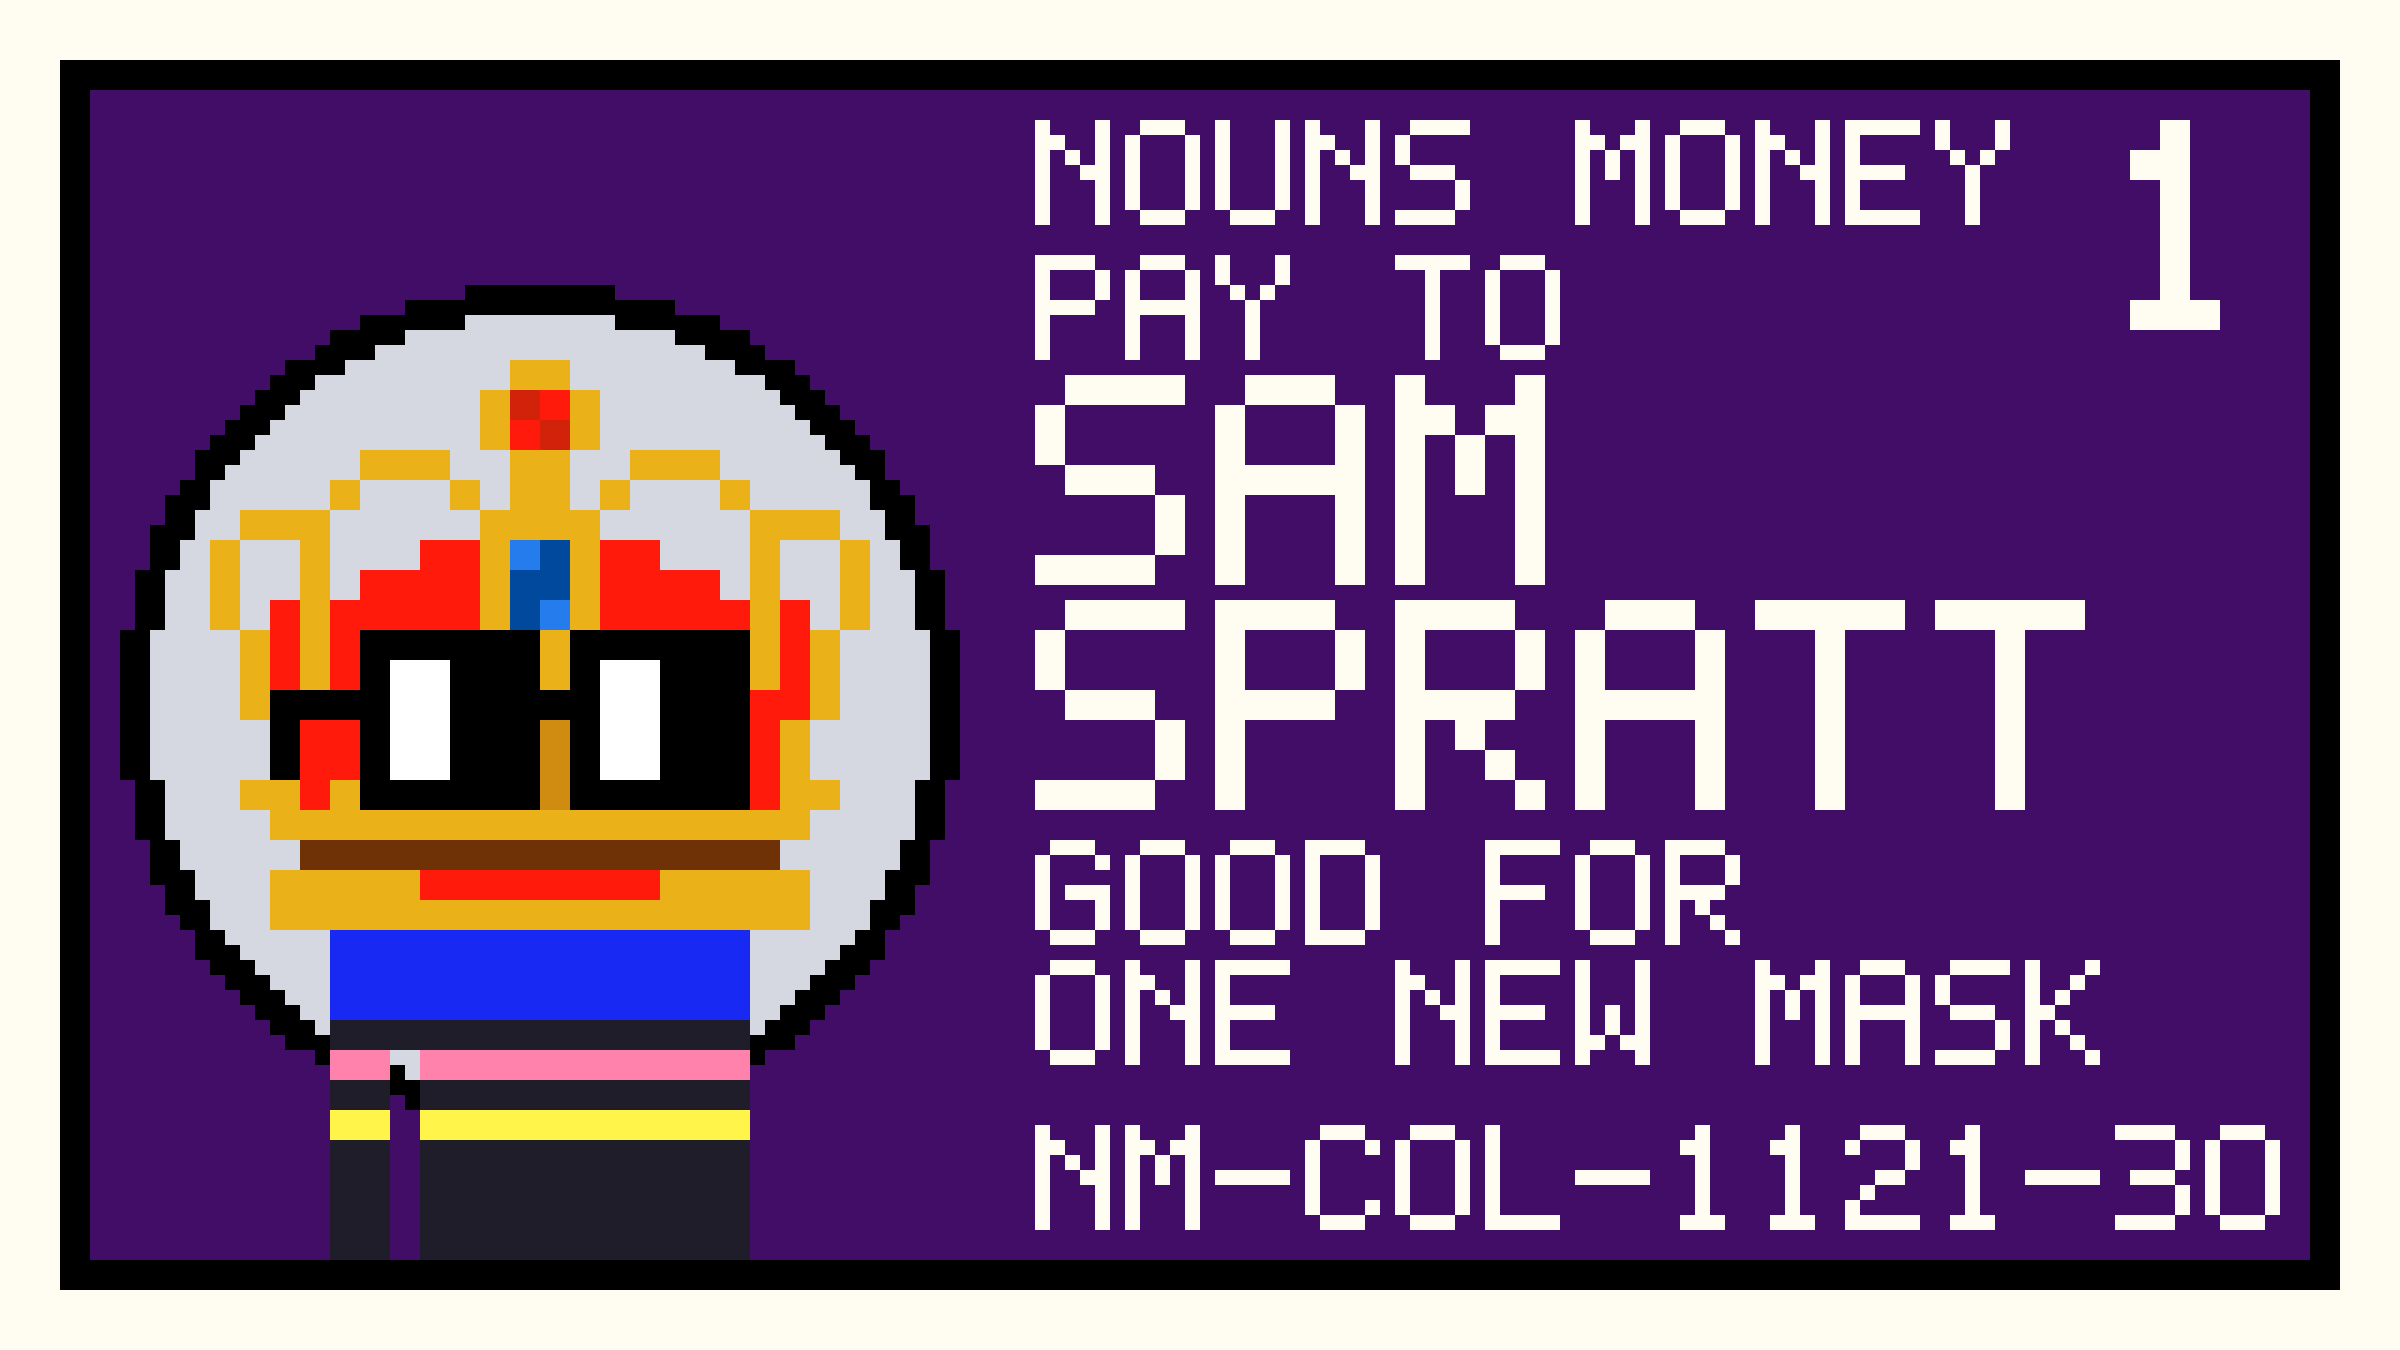 NOUNS MONEY 1
PAY TO
SAM
SPRATT
GOOD FOR
ONE NEW MASK
NM-COL-1121-30